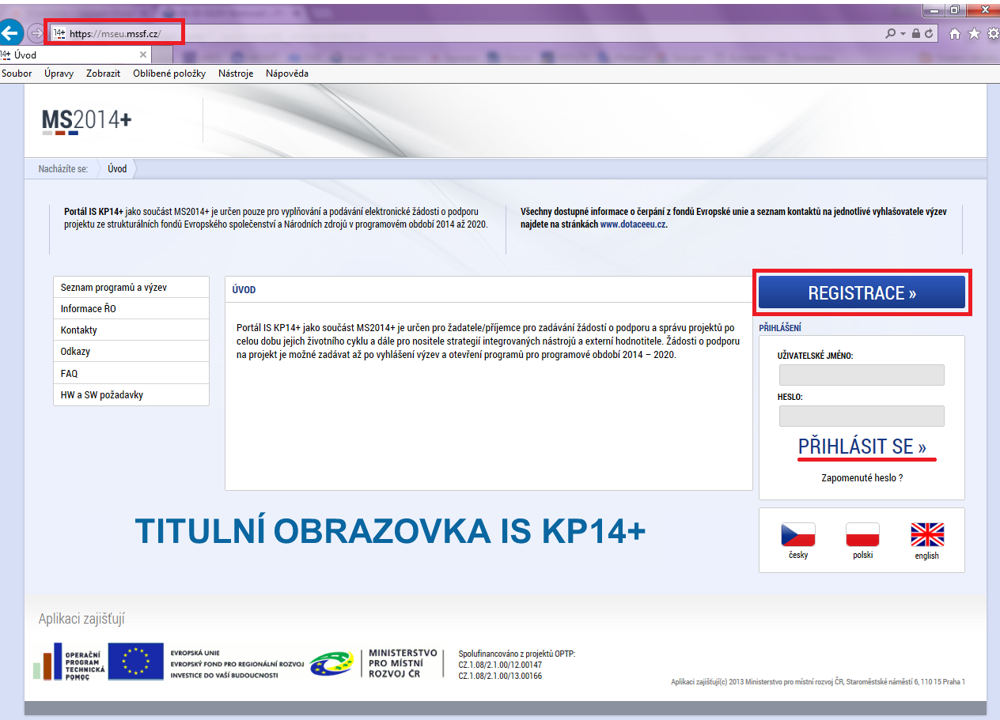 14+ https://mseu.mssf.cz/
14+ Úvod
Soubor Úpravy Zobrazit Oblíbené položky Nástroje Nápověda
MS2014+
Nacházíte se: Úvod
Portál IS KP14+ jako součást MS2014+ je určen pouze pro vyplňování a podávání elektronické žádosti o podporu
projektu ze strukturálních fondů Evropského společenství a Národních zdrojů v programovém období 2014 až 2020.
Všechny dostupné informace o čerpání z fondů Evropské unie a seznam kontaktů na jednotlivé vyhlašovatele výzev
najdete na stránkách www.dotaceeu.cz.
Seznam programů a výzev
Informace ŘO
Kontakty
Odkazy
FAQ
HW a SW požadavky
ÚVOD
Portál IS KP14+ jako součást MS2014+ je určen pro žadatele/příjemce pro zadávání žádostí o podporu a správu projektů po
celou dobu jejich životního cyklu a dále pro nositele strategií integrovaných nástrojů a externí hodnotitele. Žádosti o podporu
na projekt je možné zadávat až po vyhlášení výzev a otevření programů pro programové období 2014 – 2020.
REGISTRACE »
PŘIHLÁŠENÍ
UŽIVATELSKÉ JMÉNO:
HESLO:
PŘIHLÁSIT SE »
Zapomenuté heslo ?
česky polski english
TITULNÍ OBRAZOVKA IS KP14+
Aplikaci zajišťují
OPERAČNÍ
PROGRAM
TECHNICKÁ
POMOC
EVROPSKÁ UNIE
EVROPSKÝ FOND PRO REGIONÁLNÍ ROZVOJ
INVESTICE DO VAŠÍ BUDOUCNOSTI
MINISTERSTVO
PRO MÍSTNÍ
ROZVOJ ČR
Spolufinancováno z projektů OPTP:
CZ.1.08/2.1.00/12.00147
CZ.1.08/2.1.00/13.00166
Aplikaci zajišťují(c) 2013 Ministerstvo pro místní rozvoj ČR, Staroměstské náměstí 6, 110 15 Praha 1